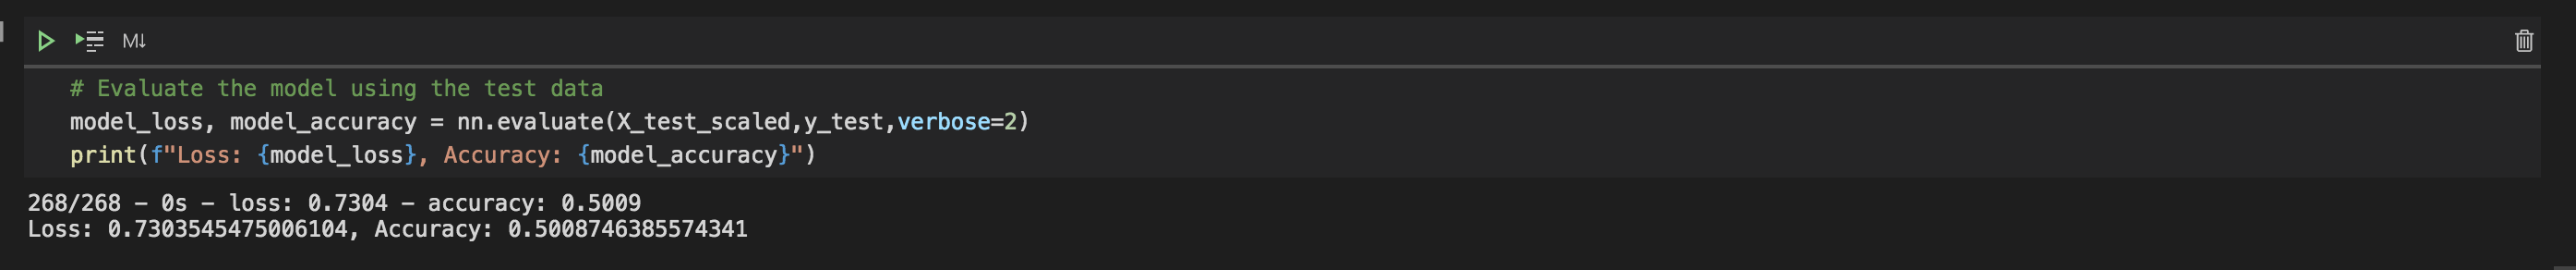 M↓
# Evaluate the model using the test data
model_loss, model_accuracy = nn.evaluate(X_test_scaled,y_test,verbose=2)
print(f"Loss: {model_loss}, Accuracy: {model_accuracy}")
268/268 - 0s - loss: 0.7304 - accuracy: 0.5009
Loss: 0.7303545475006104, Accuracy: 0.5008746385574341